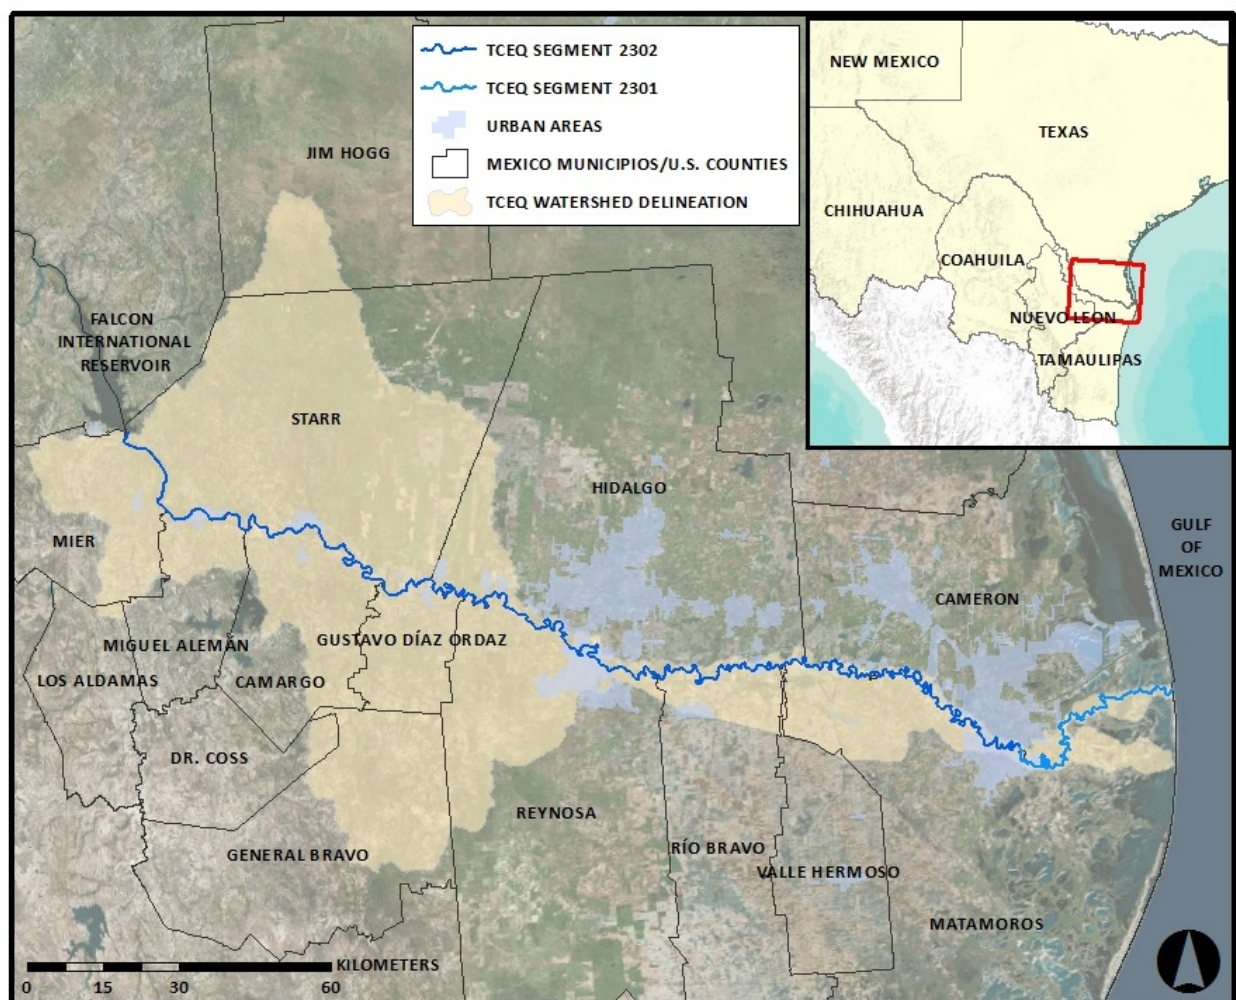 TCEQ SEGMENT 2302
TCEQ SEGMENT 2301
URBAN AREAS
MEXICO MUNICIPIOS/U.S. COUNTIES
TCEQ WATERSHED DELINEATION
NEW MEXICO
TEXAS
CHIHUAHUA
COAHUILA
NUEVO LEON
TAMAULIPAS
JIM HOGG
FALCON
INTERNATIONAL
RESERVOIR
STARR
HIDALGO
GULF
OF
MEXICO
MIER
CAMERON
MIGUEL ALEMÁN
GUSTAVO DÍAZ ORDAZ
LOS ALDAMAS
CAMARGO
DR. COSS
REYNOSA
GENERAL BRAVO
RÍO BRAVO
VALLE HERMOSO
MATAMOROS
KILOMETERS
0 15 30 60